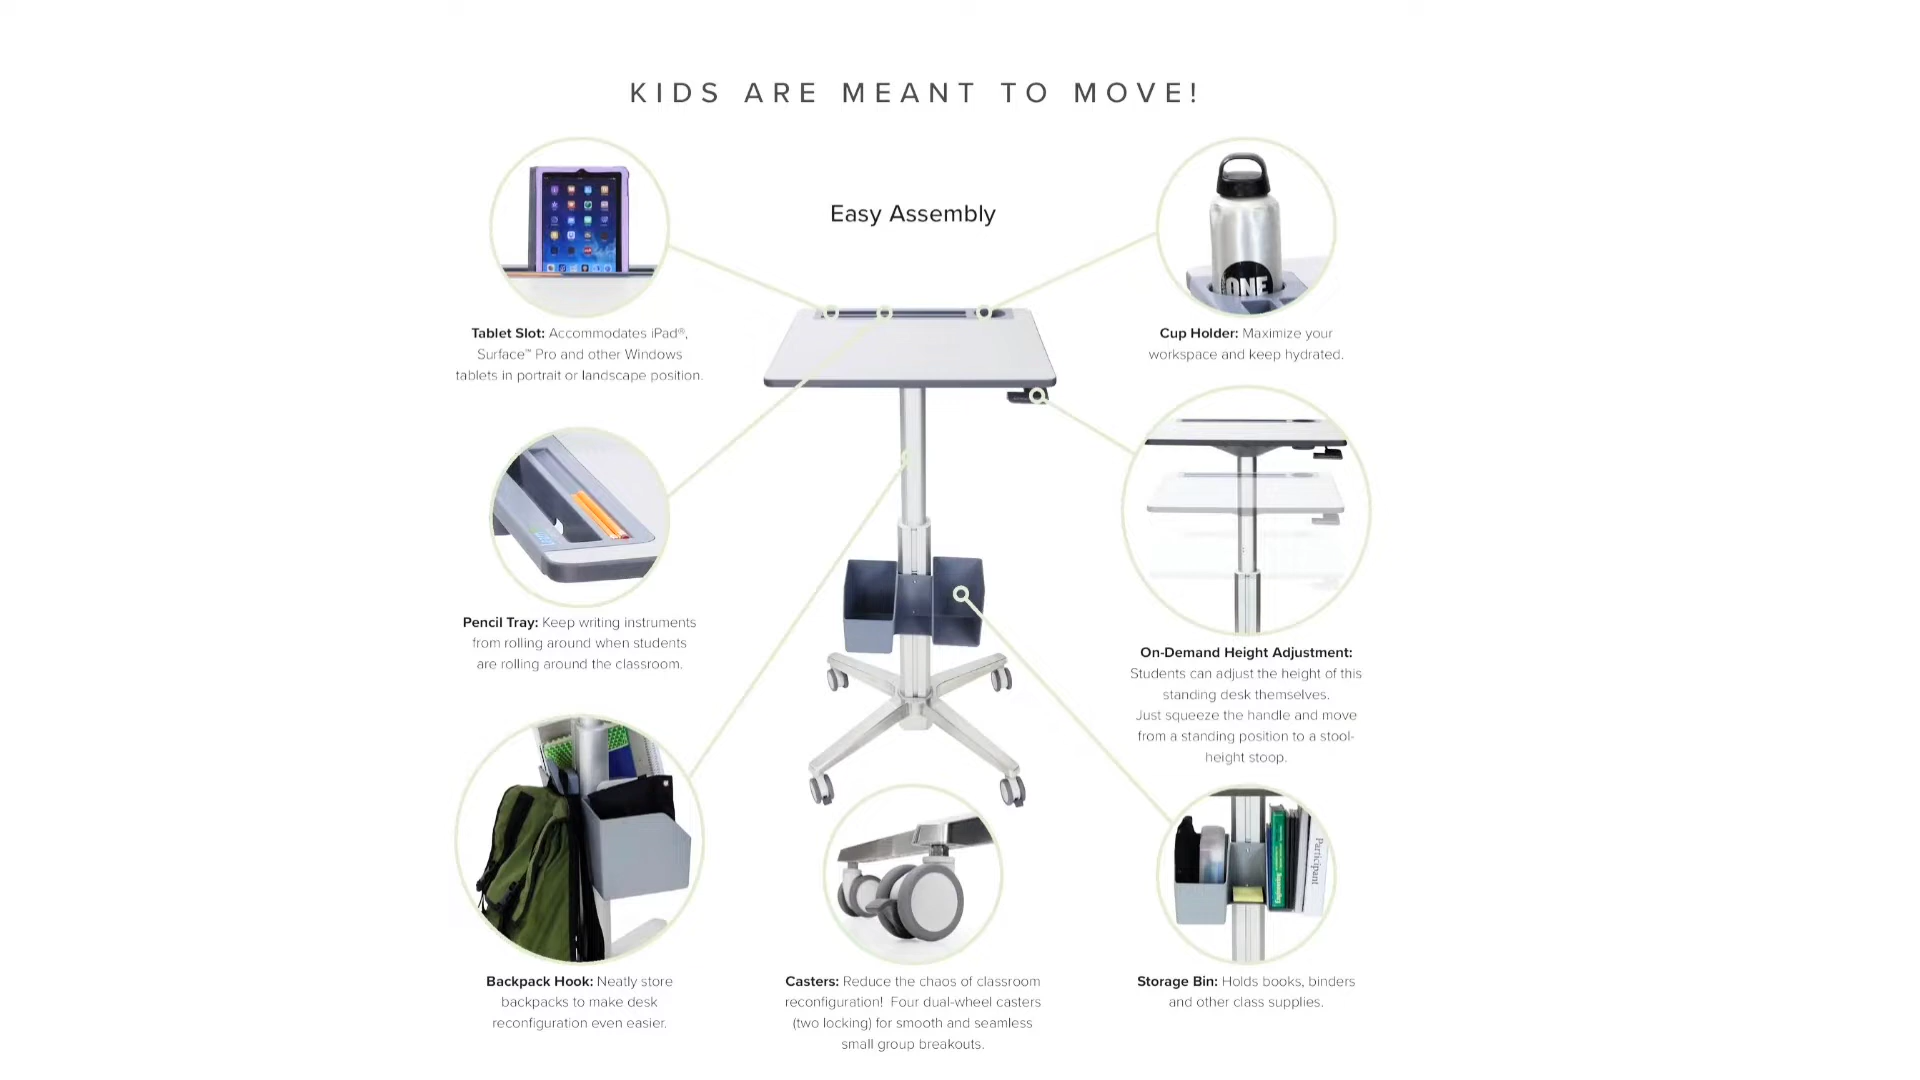 KIDS ARE MEANT TO MOVE!
Easy Assembly
ONE
Tablet Slot: Accommodates iPad®,
Surface™ Pro and other Windows
tablets in portrait or landscape position.
Cup Holder: Maximize your
workspace and keep hydrated.
Pencil Tray: Keep writing instruments
from rolling around when students
are rolling around the classroom.
On-Demand Height Adjustment:
Students can adjust the height of this
standing desk themselves.
Just squeeze the handle and move
from a standing position to a stool-
height stoop.
Participant
Backpack Hook: Neatly store
backpacks to make desk
reconfiguration even easier.
Casters: Reduce the chaos of classroom
reconfiguration! Four dual-wheel casters
(two locking) for smooth and seamless
small group breakouts.
Storage Bin: Holds books, binders
and other class supplies.